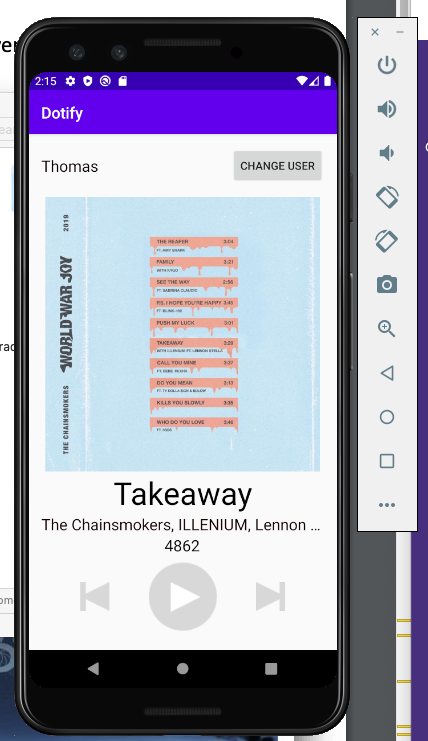 2:15
Dotify
Thomas
CHANGE USER
2019
WORLD WAR JOY
THE CHAINSMOKERS
THE REAPER 3:04
FT. AMY SHARK
FAMILY 3:21
WITH KYGO
SEE THE WAY 2:56
FT. SABRINA CLAUDIO
P.S. I HOPE YOU'RE HAPPY 3:45
FT. BLINK-182
PUSH MY LUCK 3:01
TAKEAWAY 3:29
WITH ILLENIUM FT. LENNON STELLA
CALL YOU MINE 3:37
FT. BEBE REXHA
DO YOU MEAN 3:13
FT. TY DOLLA $IGN & BÜLOW
KILLS YOU SLOWLY
WHO DO YOU LOVE 3:46
FT. 5SOS
Takeaway
The Chainsmokers, ILLENIUM, Lennon ...
4862